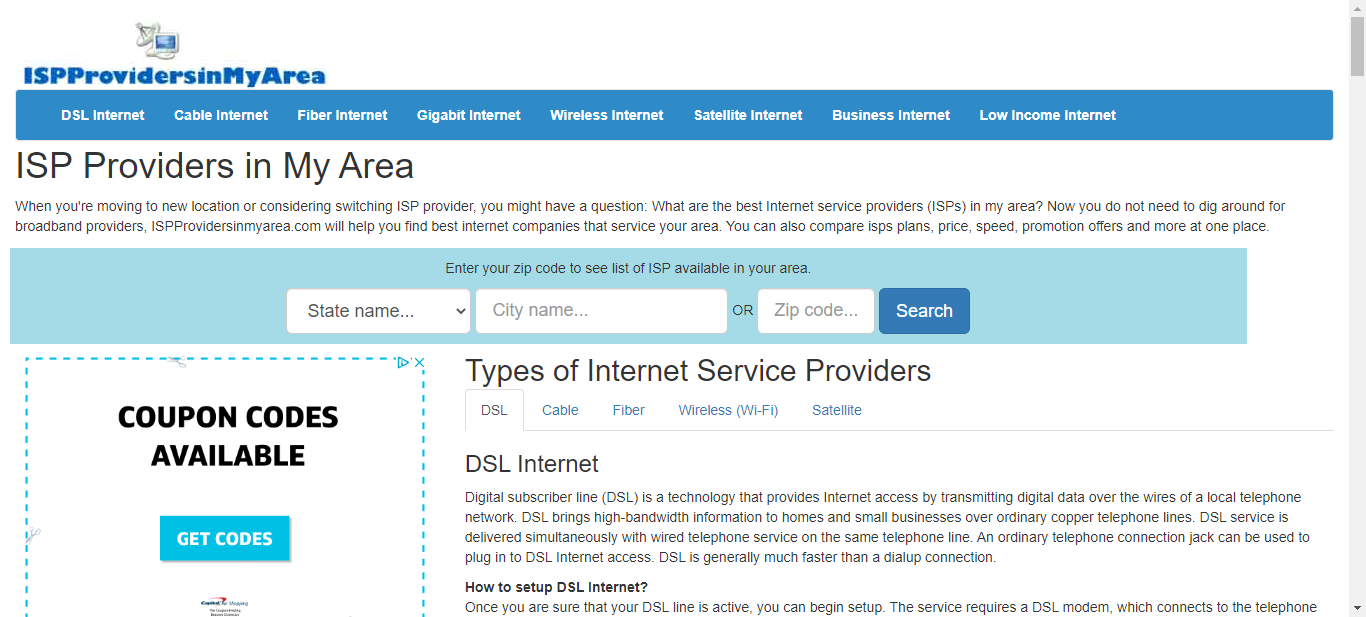 ISPProvidersinMyArea
DSL Internet Cable Internet Fiber Internet Gigabit Internet Wireless Internet Satellite Internet Business Internet Low Income Internet
ISP Providers in My Area
When you're moving to new location or considering switching ISP provider, you might have a question: What are the best Internet service providers (ISPs) in my area? Now you do not need to dig around for
broadband providers, ISPProvidersinmyarea.com will help you find best internet companies that service your area. You can also compare isps plans, price, speed, promotion offers and more at one place.
Enter your zip code to see list of ISP available in your area.
State name... City name... OR Zip code... Search
COUPON CODES
AVAILABLE
GET CODES
Capital One Shopping
Types of Internet Service Providers
DSL Cable Fiber Wireless (Wi-Fi) Satellite
DSL Internet
Digital subscriber line (DSL) is a technology that provides Internet access by transmitting digital data over the wires of a local telephone
network. DSL brings high-bandwidth information to homes and small businesses over ordinary copper telephone lines. DSL service is
delivered simultaneously with wired telephone service on the same telephone line. An ordinary telephone connection jack can be used to
plug in to DSL Internet access. DSL is generally much faster than a dialup connection.
How to setup DSL Internet?
Once you are sure that your DSL line is active, you can begin setup. The service requires a DSL modem, which connects to the telephone